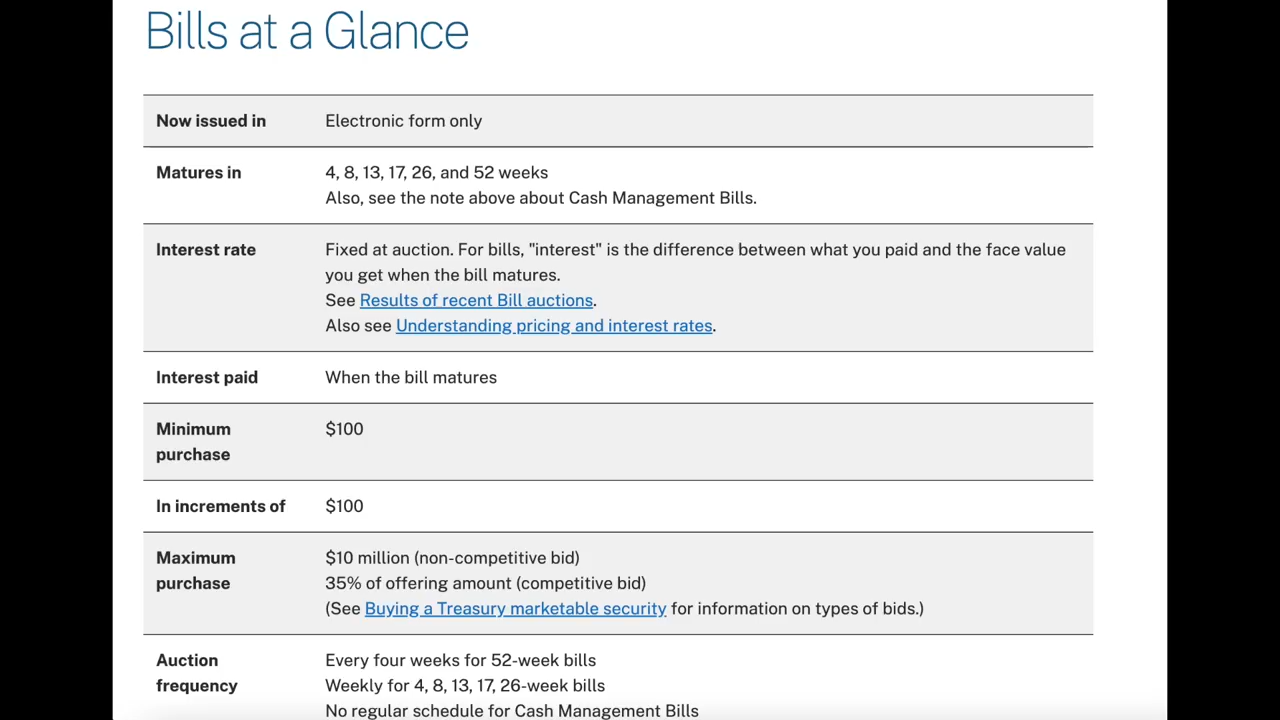 Bills at a Glance
Now issued in
Electronic form only
Matures in
4, 8, 13, 17, 26, and 52 weeks
Also, see the note above about Cash Management Bills.
Interest rate
Fixed at auction. For bills, "interest" is the difference between what you paid and the face value
you get when the bill matures.
See Results of recent Bill auctions.
Also see Understanding pricing and interest rates.
Interest paid
When the bill matures
Minimum
purchase
$100
In increments of
$100
Maximum
purchase
$10 million (non-competitive bid)
35% of offering amount (competitive bid)
(See Buying a Treasury marketable security for information on types of bids.)
Auction
frequency
Every four weeks for 52-week bills
Weekly for 4, 8, 13, 17, 26-week bills
No regular schedule for Cash Management Bills